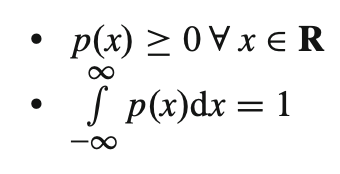 • p(x) ≥ 0 ∀ x ∈ R
• ∞∫−∞ p(x)dx = 1